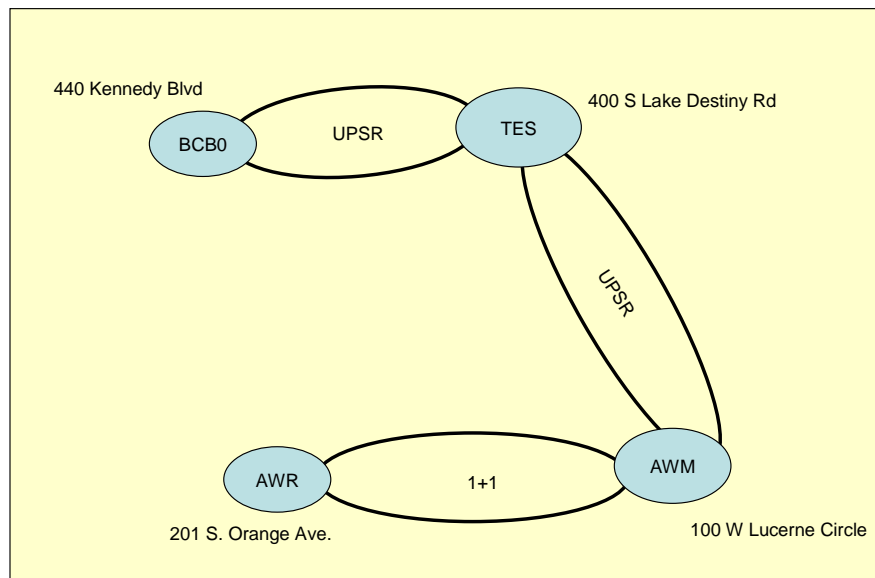 440 Kennedy Blvd
400 S Lake Destiny Rd
BCB0
UPSR
TES
UPSR
AWR
1+1
AWM
201 S. Orange Ave.
100 W Lucerne Circle